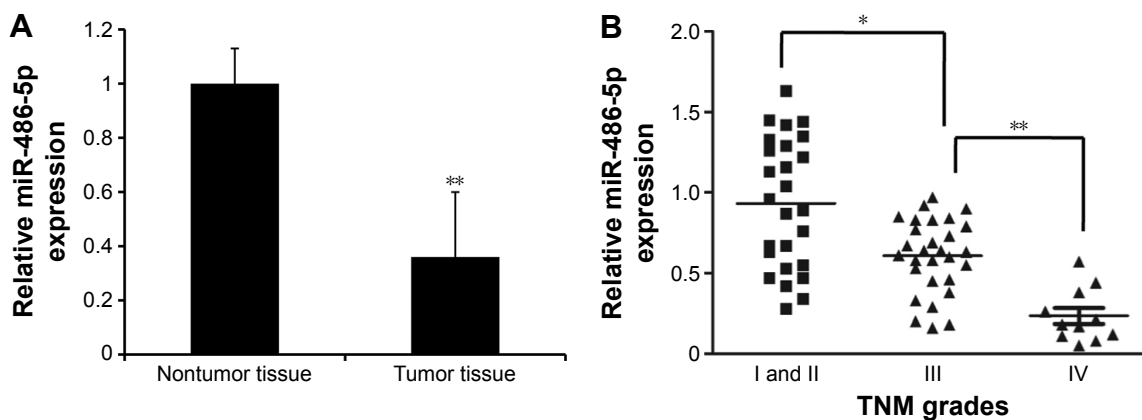 A
Relative miR-486-5p
expression
1.2
1
0.8
0.6
0.4
0.2
0
**
Nontumor tissue
Tumor tissue
B
Relative miR-486-5p
expression
2.0
1.5
1.0
0.5
0
*
**
I and II
III
IV
TNM grades